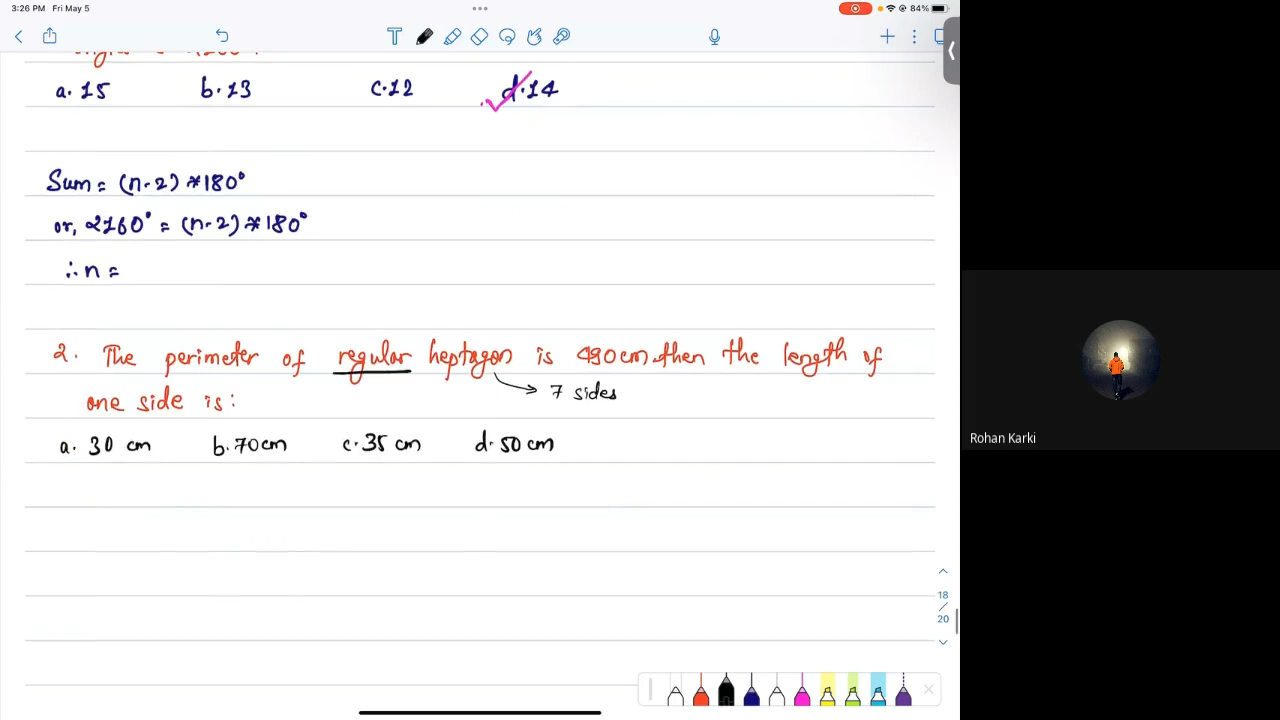 3:26 PM Fri May 5
84%
a. 15 b. 13 c. 12 d. 14
Sum = (n-2) * 180°
or, 2160° = (n-2) * 180°
∴ n =
2. The perimeter of regular heptagon is 490cm. then the length of
7 sides
one side is:
a. 30 cm b. 70cm c. 35 cm d. 50 cm
Rohan Karki
18
20